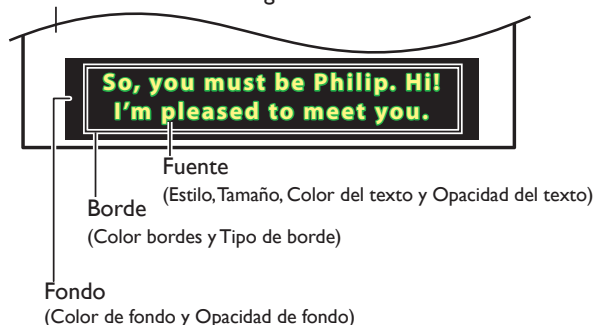 So, you must be Philip. Hi!
I'm pleased to meet you.
Fuente
(Estilo, Tamaño, Color del texto y Opacidad del texto)
Borde
(Color bordes y Tipo de borde)
Fondo
(Color de fondo y Opacidad de fondo)